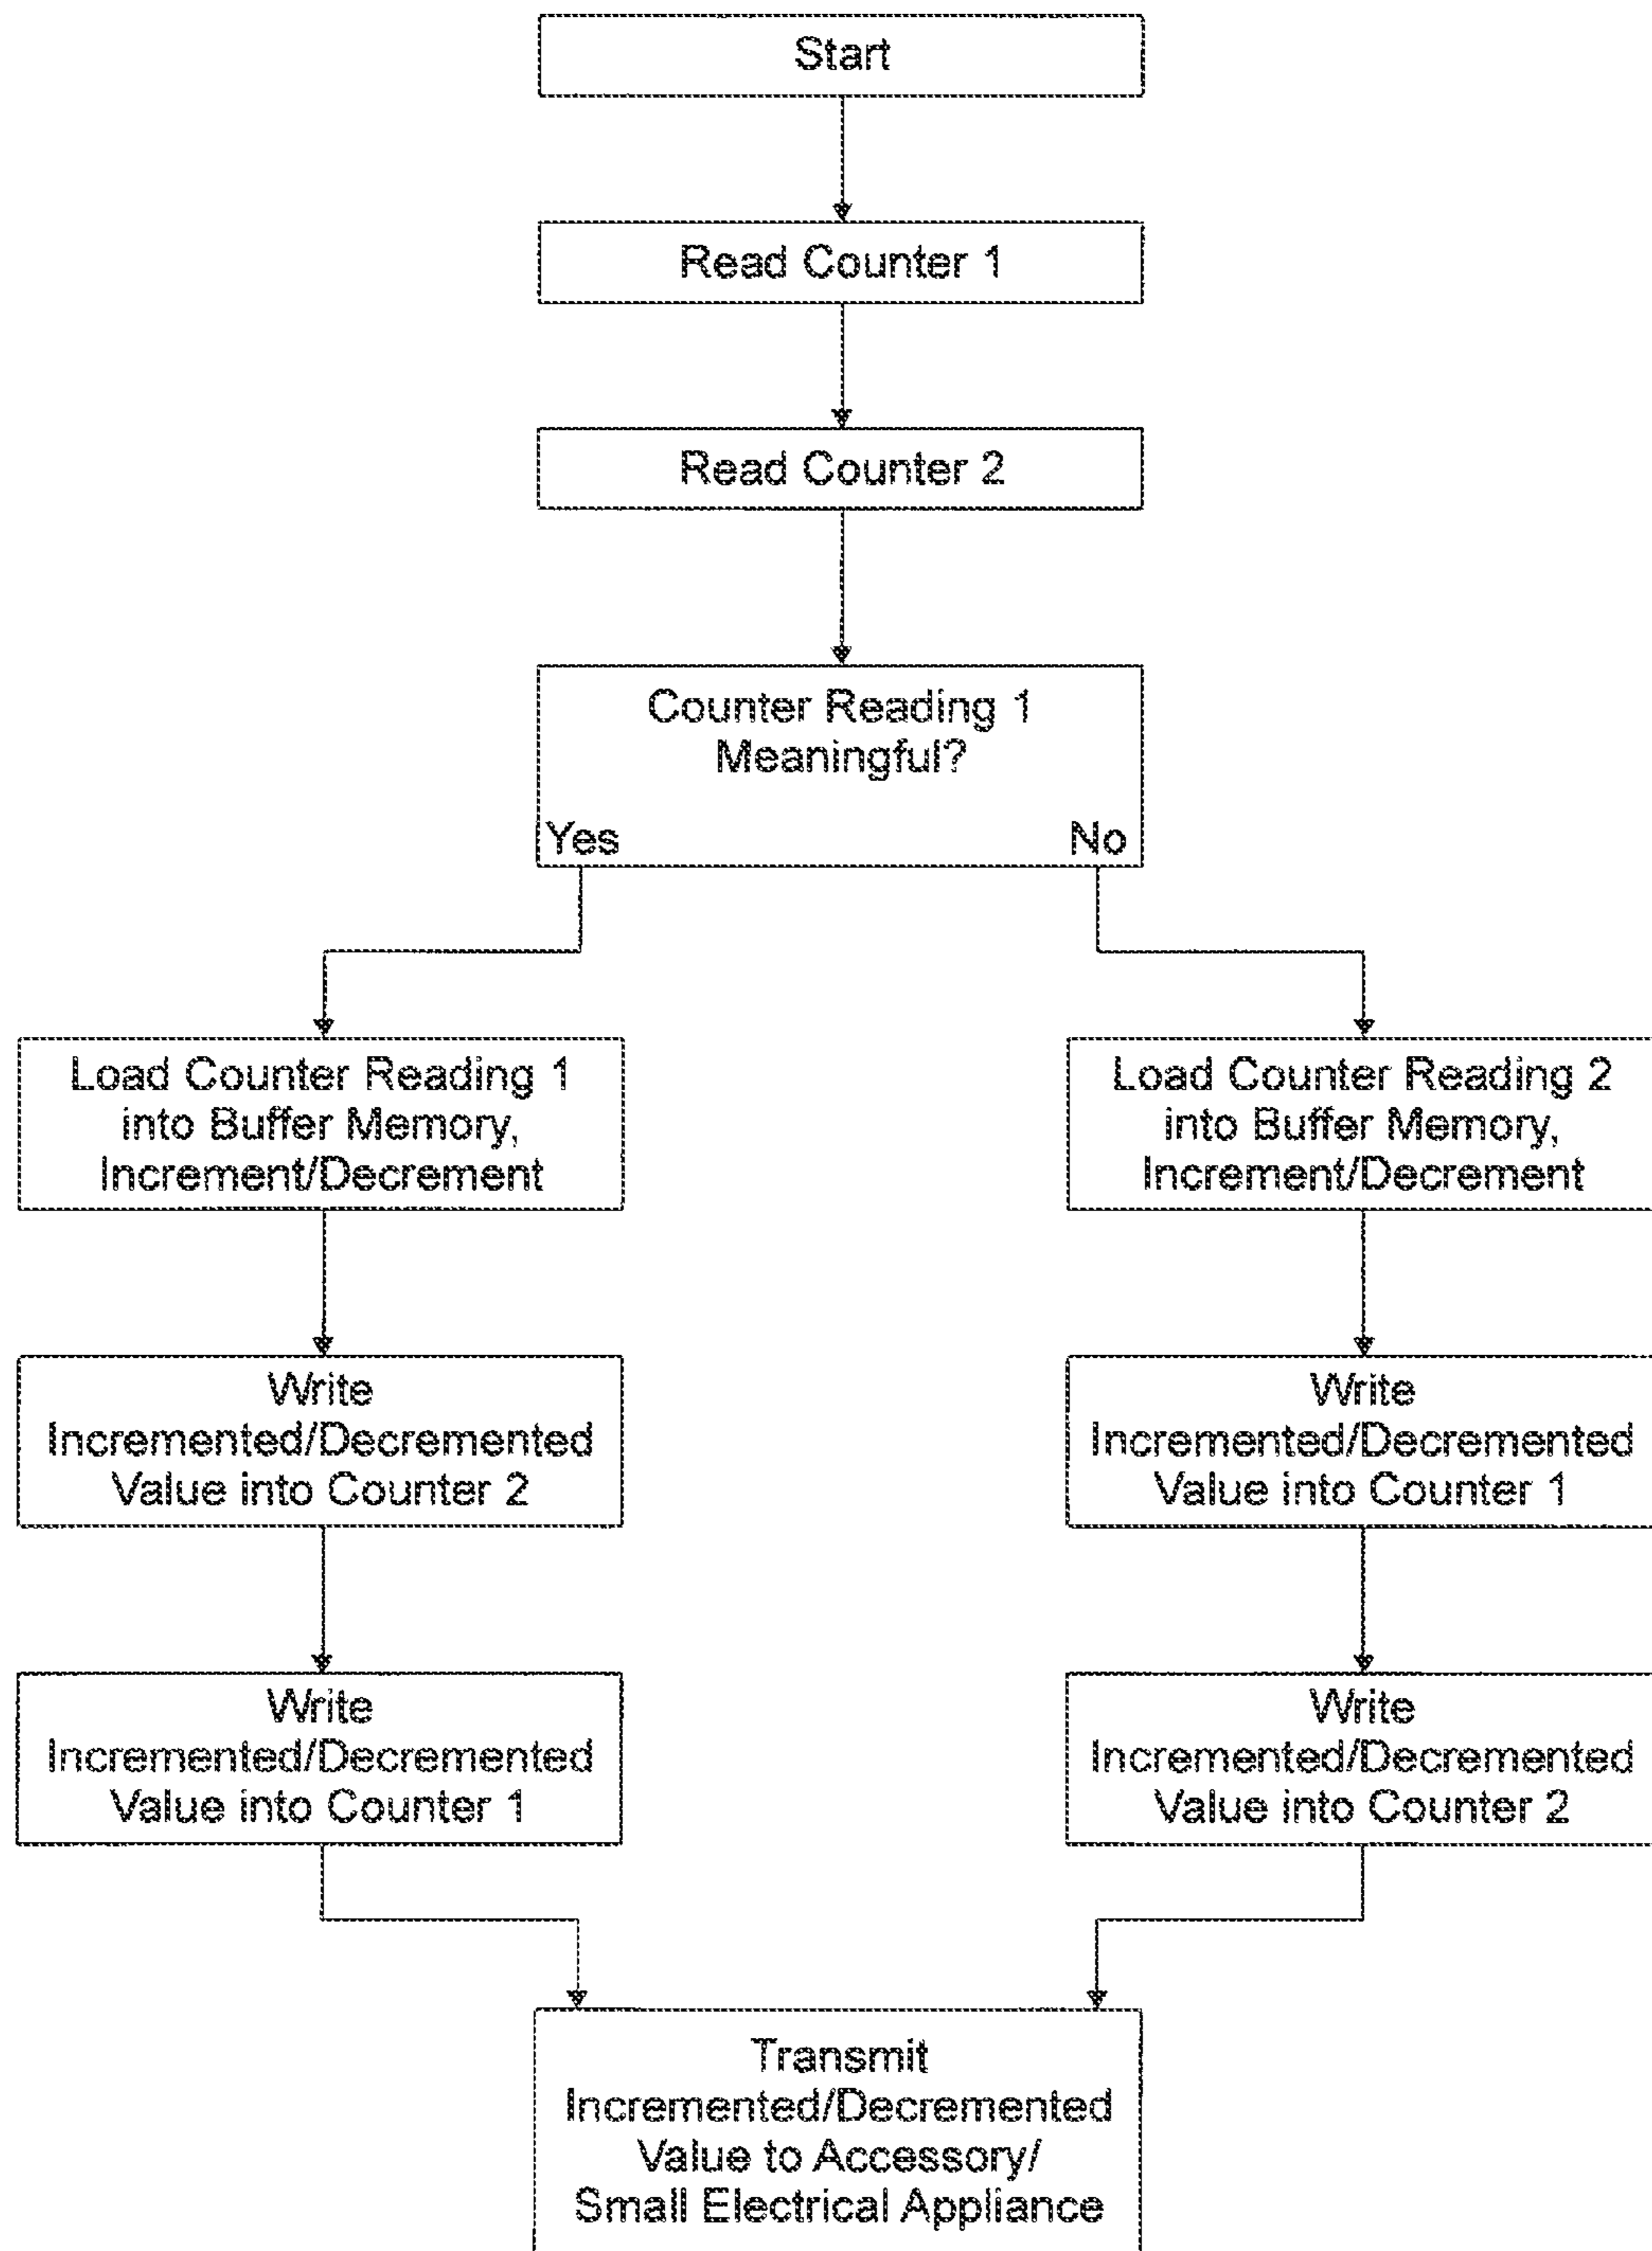 Start
Read Counter 1
Read Counter 2
Counter Reading 1
Meaningful?
Yes
No
Load Counter Reading 1
into Buffer Memory,
Increment/Decrement
Load Counter Reading 2
into Buffer Memory,
Increment/Decrement
Write
Incremented/Decremented
Value into Counter 2
Write
Incremented/Decremented
Value into Counter 1
Write
Incremented/Decremented
Value into Counter 1
Write
Incremented/Decremented
Value into Counter 2
Transmit
Incremented/Decremented
Value to Accessory/
Small Electrical Appliance